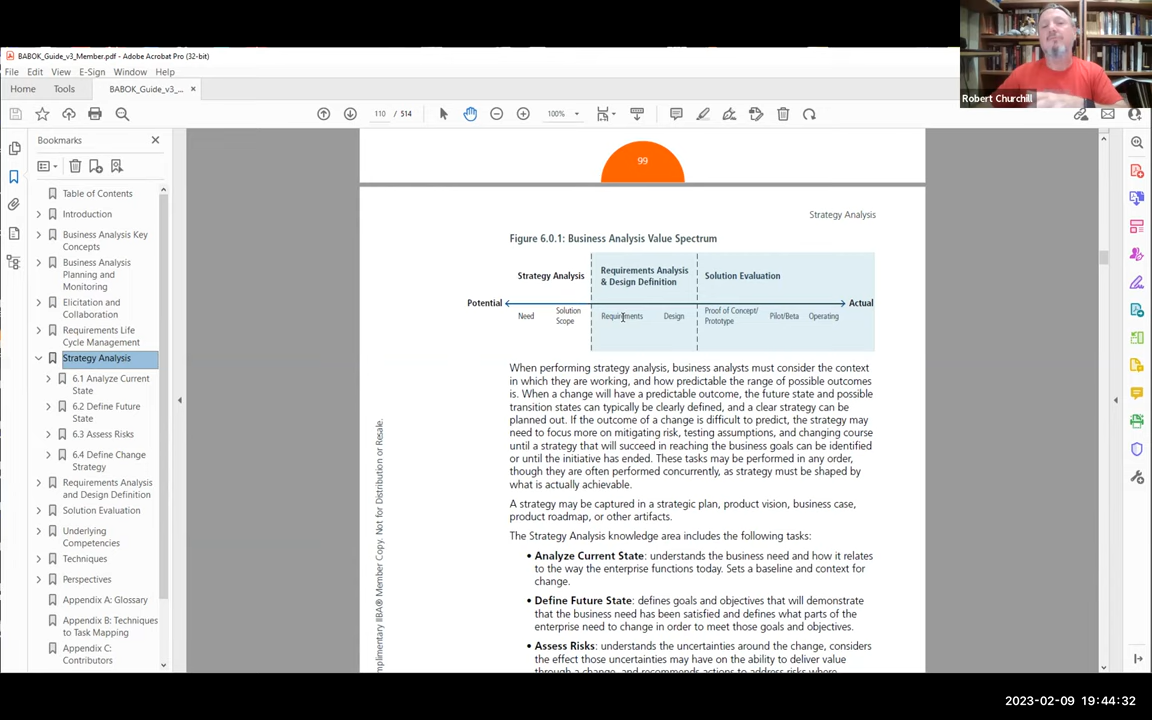 BABOK_Guide_v3_Member.pdf - Adobe Acrobat Pro (32-bit)
File Edit View E-Sign Window Help
Home Tools BABOK_Guide_v3_... ×
110 / 514 100%
Robert Churchill
Bookmarks
Table of Contents
Introduction
Business Analysis Key
Concepts
Business Analysis
Planning and
Monitoring
Elicitation and
Collaboration
Requirements Life
Cycle Management
Strategy Analysis
6.1 Analyze Current
State
6.2 Define Future
State
6.3 Assess Risks
6.4 Define Change
Strategy
Requirements Analysis
and Design Definition
Solution Evaluation
Underlying
Competencies
Techniques
Perspectives
Appendix A: Glossary
Appendix B: Techniques
to Task Mapping
Appendix C:
Contributors
99
Strategy Analysis
Figure 6.0.1: Business Analysis Value Spectrum
Strategy Analysis
Requirements Analysis
& Design Definition
Solution Evaluation
Potential
Actual
Need
Solution
Scope
Requirements
Design
Proof of Concept/
Prototype
Pilot/Beta
Operating
When performing strategy analysis, business analysts must consider the context
in which they are working, and how predictable the range of possible outcomes
is. When a change will have a predictable outcome, the future state and possible
transition states can typically be clearly defined, and a clear strategy can be
planned out. If the outcome of a change is difficult to predict, the strategy may
need to focus more on mitigating risk, testing assumptions, and changing course
until a strategy that will succeed in reaching the business goals can be identified
or until the initiative has ended. These tasks may be performed in any order,
though they are often performed concurrently, as strategy must be shaped by
what is actually achievable.
A strategy may be captured in a strategic plan, product vision, business case,
product roadmap, or other artifacts.
The Strategy Analysis knowledge area includes the following tasks:
• Analyze Current State: understands the business need and how it relates
to the way the enterprise functions today. Sets a baseline and context for
change.
• Define Future State: defines goals and objectives that will demonstrate
that the business need has been satisfied and defines what parts of the
enterprise need to change in order to meet those goals and objectives.
• Assess Risks: understands the uncertainties around the change, considers
the effect those uncertainties may have on the ability to deliver value
through a change, and recommends actions to address risks where
mplimentary IIBA® Member Copy. Not for Distribution or Resale.
2023-02-09 19:44:32